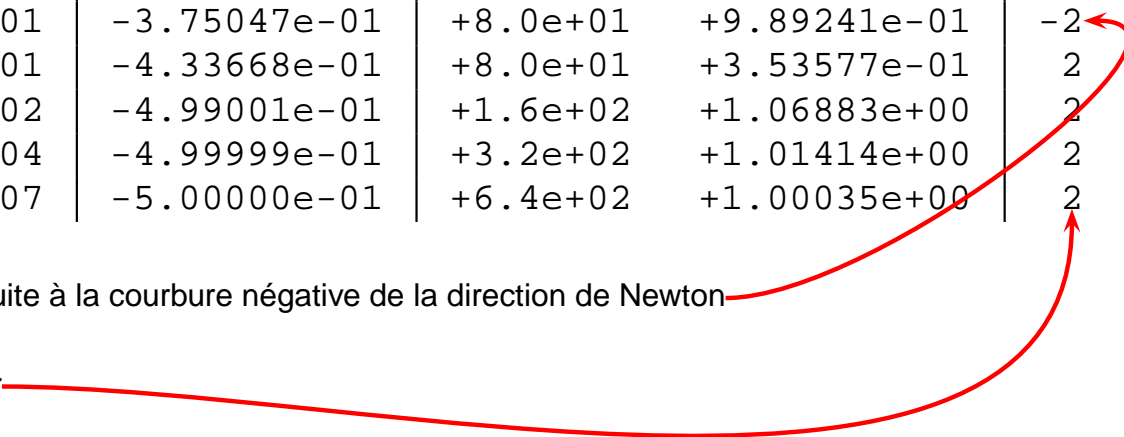 01 -3.75047e-01 +8.0e+01 +9.89241e-01 -2
01 -4.33668e-01 +8.0e+01 +3.53577e-01 2
02 -4.99001e-01 +1.6e+02 +1.06883e+00 2
04 -4.99999e-01 +3.2e+02 +1.01414e+00 2
07 -5.00000e-01 +6.4e+02 +1.00035e+00 2
uite à la courbure négative de la direction de Newton